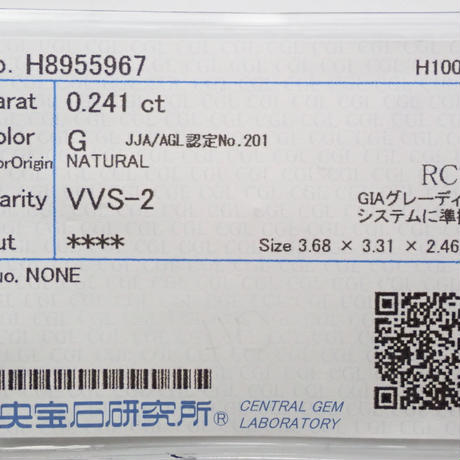 o. H8955967 H100
arat 0.241 ct
olor G JJA/AGL認定No.201
orOrigin NATURAL RC
arity VVS-2 GIAグレーディ
システムに準拠
ut **** Size 3.68 × 3.31 × 2.46
uo. NONE
央宝石研究所® CENTRAL GEM
LABORATORY